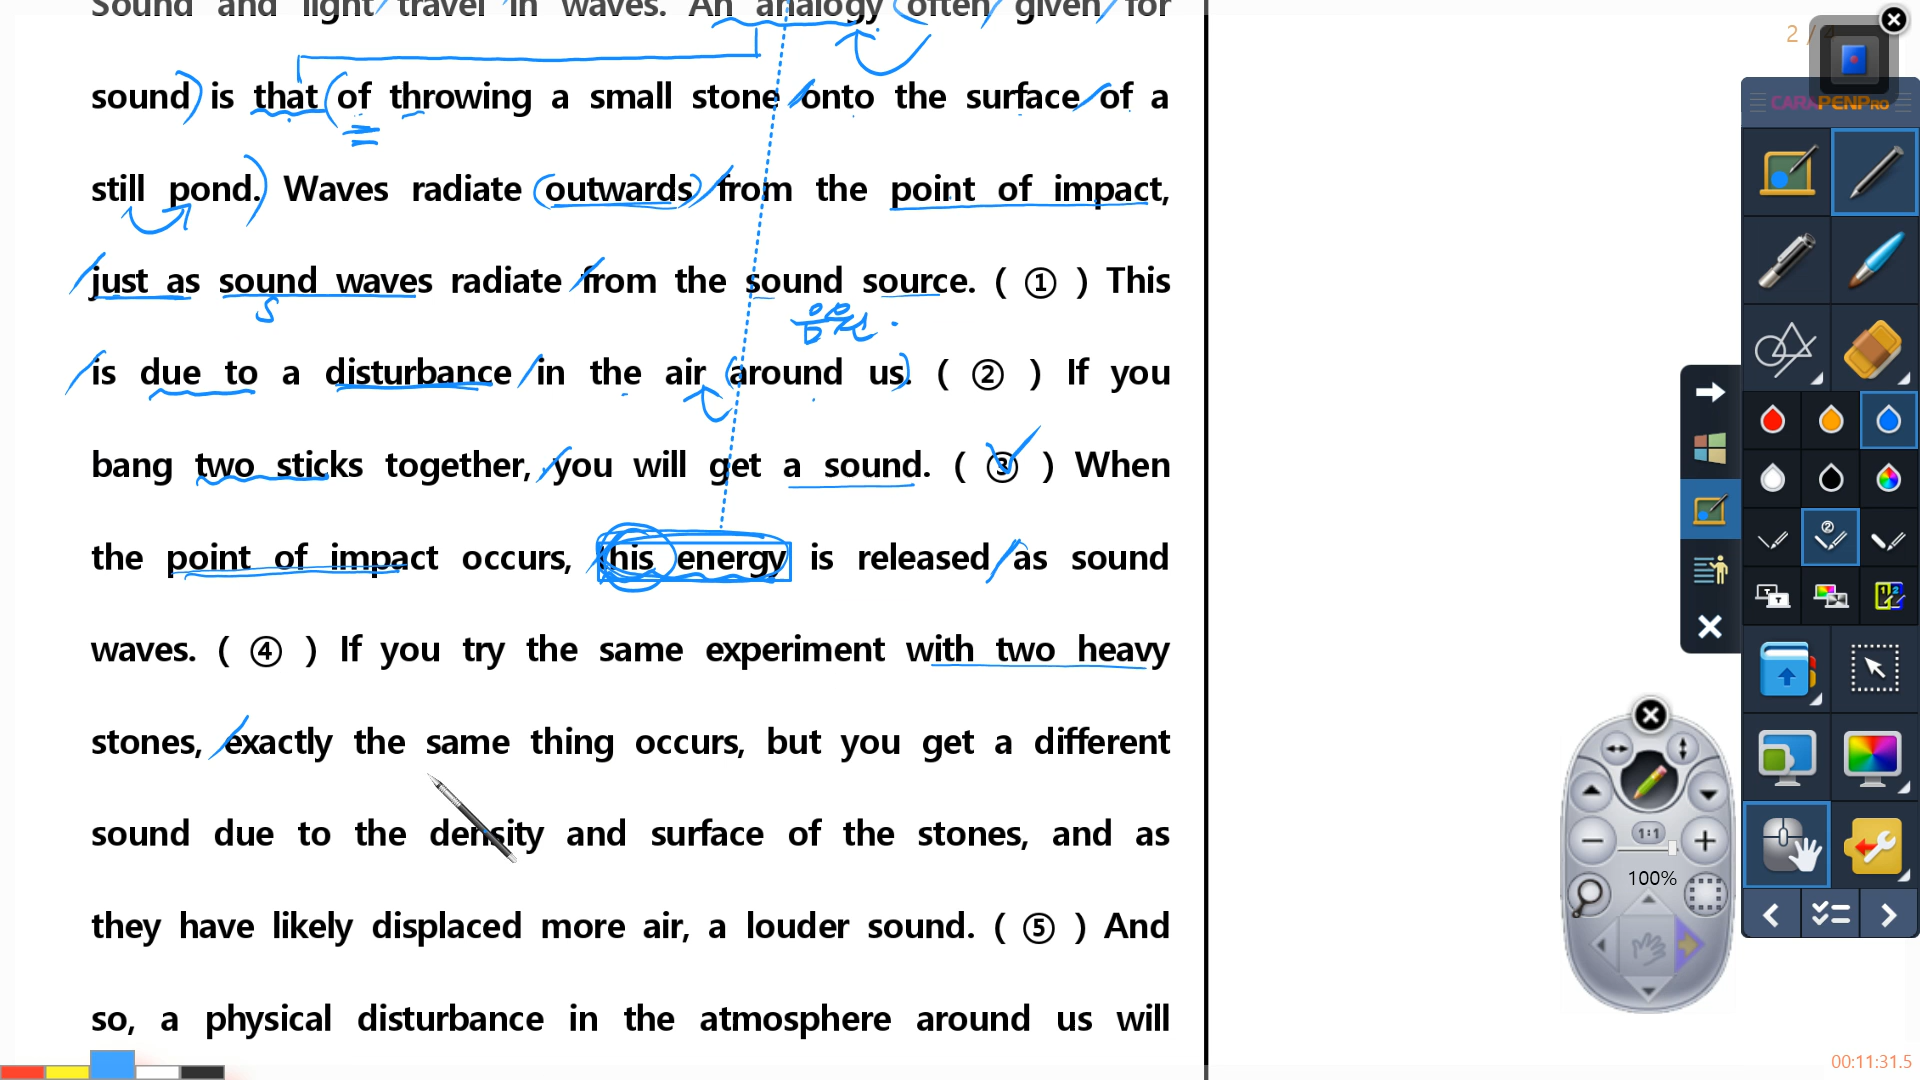 Sound and light travel in waves. An analogy often given for
sound is that of throwing a small stone onto the surface of a
still pond. Waves radiate outwards from the point of impact,
just as sound waves radiate from the sound source. ( ① ) This
S
음원
is due to a disturbance in the air around us. ( ② ) If you
bang two sticks together, you will get a sound. ( ③ ) When
the point of impact occurs, this energy is released as sound
waves. ( ④ ) If you try the same experiment with two heavy
stones, exactly the same thing occurs, but you get a different
sound due to the density and surface of the stones, and as
they have likely displaced more air, a louder sound. ( ⑤ ) And
so, a physical disturbance in the atmosphere around us will
2 /
CARAPENPRO
②
1:1
100%
00:11:31.5